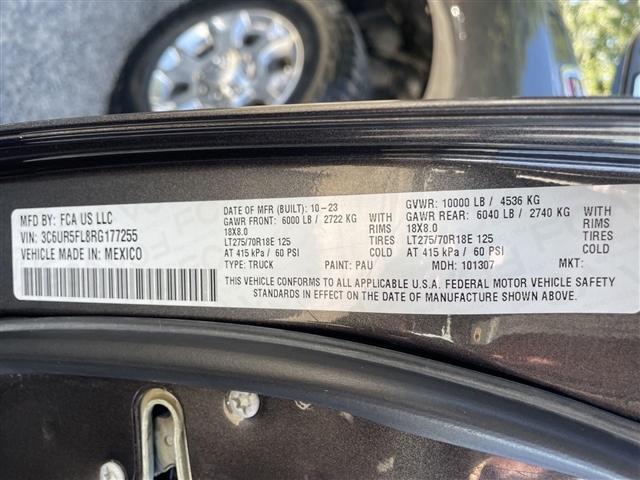 MFD BY: FCA US LLC
VIN: 3C6UR5FL8RG177255
VEHICLE MADE IN: MEXICO
DATE OF MFR (BUILT): 10-23
GAWR FRONT: 6000 LB / 2722 KG WITH
18X8.0 RIMS
LT275/70R18E 125 TIRES
AT 415 kPa / 60 PSI COLD
GVWR: 10000 LB / 4536 KG
GAWR REAR: 6040 LB / 2740 KG WITH
18X8.0 RIMS
LT275/70R18E 125 TIRES
AT 415 kPa / 60 PSI COLD
TYPE: TRUCK PAINT: PAU MDH: 101307 MKT:
THIS VEHICLE CONFORMS TO ALL APPLICABLE U.S.A. FEDERAL MOTOR VEHICLE SAFETY
STANDARDS IN EFFECT ON THE DATE OF MANUFACTURE SHOWN ABOVE.